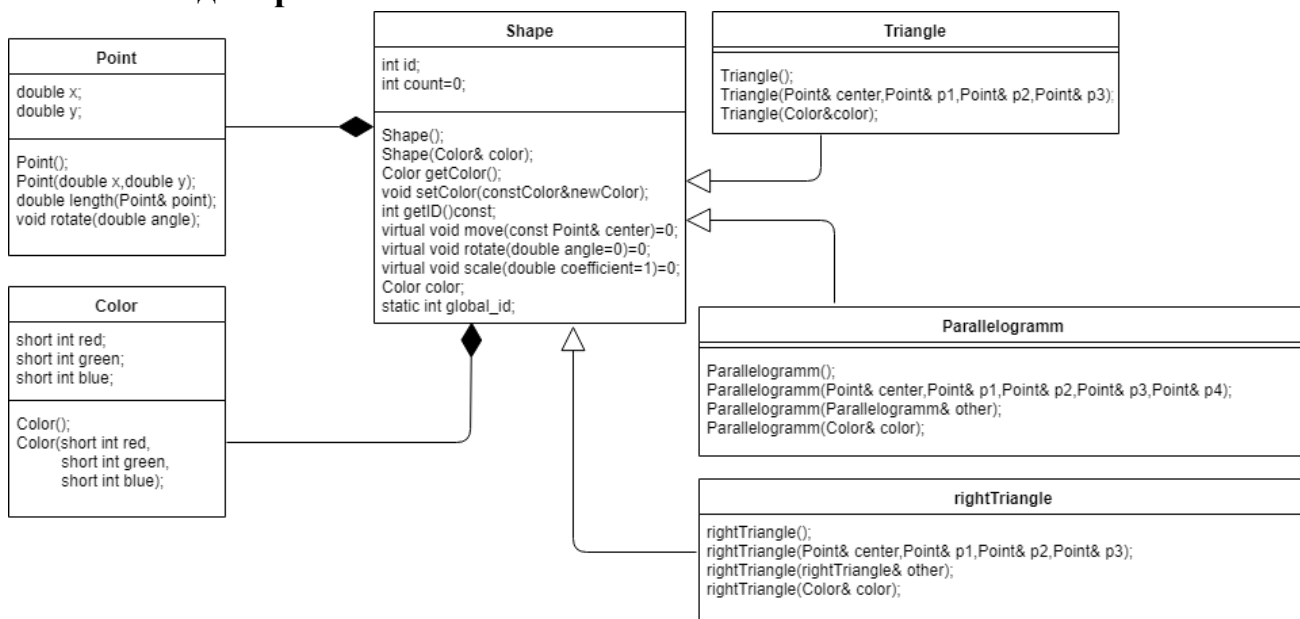 Point
double x;
double y;
Point();
Point(double x,double y);
double length(Point& point);
void rotate(double angle);
Color
short int red;
short int green;
short int blue;
Color();
Color(short int red,
short int green,
short int blue);
Shape
int id;
int count=0;
Shape();
Shape(Color& color);
Color getColor();
void setColor(constColor&newColor);
int getID()const;
virtual void move(const Point& center)=0;
virtual void rotate(double angle=0)=0;
virtual void scale(double coefficient=1)=0;
Color color;
static int global_id;
Triangle
Triangle();
Triangle(Point& center,Point& p1,Point& p2,Point& p3);
Triangle(Color&color);
Parallelogramm
Parallelogramm();
Parallelogramm(Point& center,Point& p1,Point& p2,Point& p3,Point& p4);
Parallelogramm(Parallelogramm& other);
Parallelogramm(Color& color);
rightTriangle
rightTriangle();
rightTriangle(Point& center,Point& p1,Point& p2,Point& p3);
rightTriangle(rightTriangle& other);
rightTriangle(Color& color);